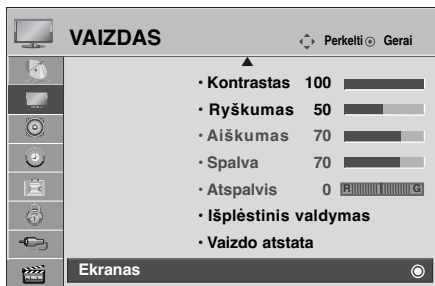 VAIZDAS Perkelti Gerai
Kontrastas 100
Ryškumas 50
Aiškumas 70
Spalva 70
Atspalvis 0 R G
Išplėstinis valdymas
Vaizdo atstata
Ekranas